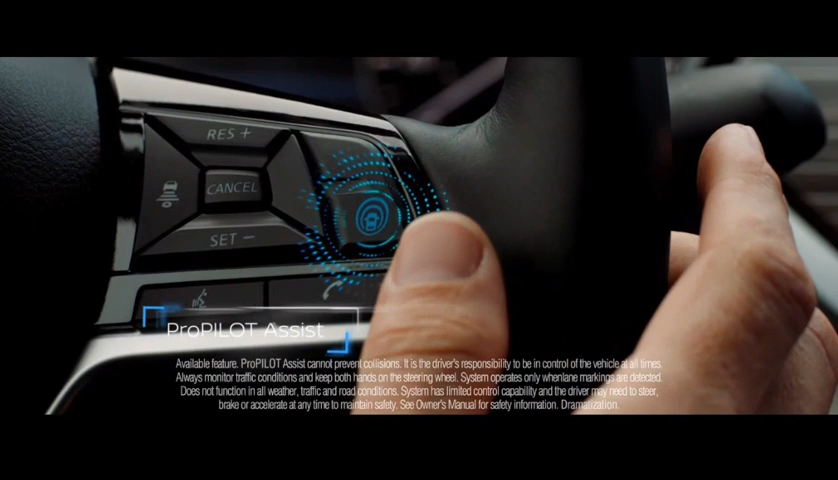 RES +
CANCEL
SET –
ProPILOT Assist
Available feature. ProPILOT Assist cannot prevent collisions. It is the driver's responsibility to be in control of the vehicle at all times.
Always monitor traffic conditions and keep both hands on the steering wheel. System operates only whenlane markings are detected.
Does not function in all weather, traffic and road conditions. System has limited control capability and the driver may need to steer,
brake or accelerate at any time to maintain safety. See Owner's Manual for safety information. Dramatization.